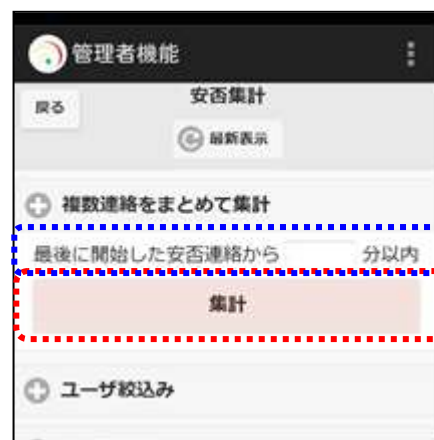 管理者機能
戻る
安否集計
最新表示
複数連絡をまとめて集計
最後に開始した安否連絡から 分以内
集計
ユーザ絞込み